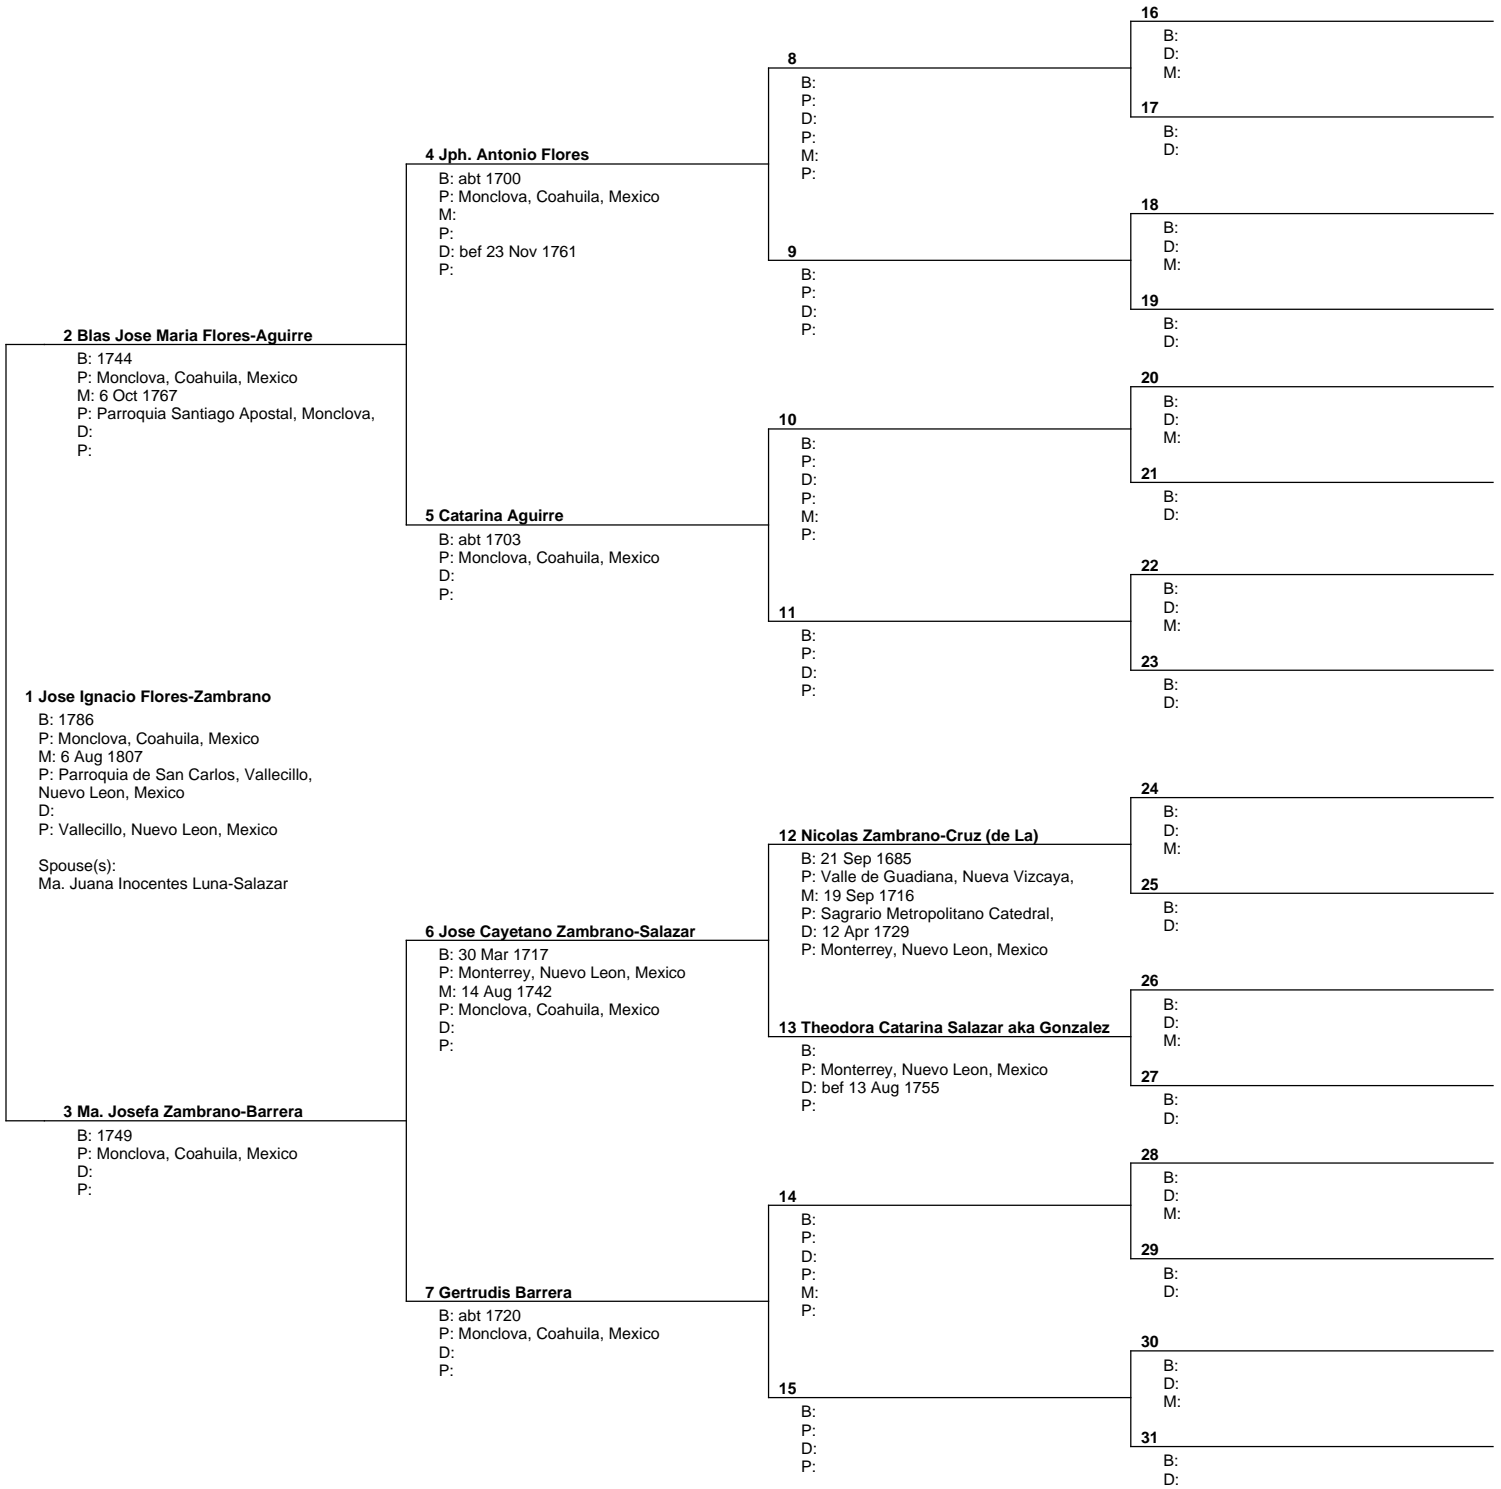 1 Jose Ignacio Flores-Zambrano
B: 1786
P: Monclova, Coahuila, Mexico
M: 6 Aug 1807
P: Parroquia de San Carlos, Vallecillo,
Nuevo Leon, Mexico
D:
P: Vallecillo, Nuevo Leon, Mexico
Spouse(s):
Ma. Juana Inocentes Luna-Salazar
2 Blas Jose Maria Flores-Aguirre
B: 1744
P: Monclova, Coahuila, Mexico
M: 6 Oct 1767
P: Parroquia Santiago Apostal, Monclova,
D:
P:
3 Ma. Josefa Zambrano-Barrera
B: 1749
P: Monclova, Coahuila, Mexico
D:
P:
4 Jph. Antonio Flores
B: abt 1700
P: Monclova, Coahuila, Mexico
M:
P:
D: bef 23 Nov 1761
P:
5 Catarina Aguirre
B: abt 1703
P: Monclova, Coahuila, Mexico
D:
P:
6 Jose Cayetano Zambrano-Salazar
B: 30 Mar 1717
P: Monterrey, Nuevo Leon, Mexico
M: 14 Aug 1742
P: Monclova, Coahuila, Mexico
D:
P:
7 Gertrudis Barrera
B: abt 1720
P: Monclova, Coahuila, Mexico
D:
P:
8
B:
P:
D:
P:
M:
P:
9
B:
P:
D:
P:
10
B:
P:
D:
P:
M:
P:
11
B:
P:
D:
P:
12 Nicolas Zambrano-Cruz (de La)
B: 21 Sep 1685
P: Valle de Guadiana, Nueva Vizcaya,
M: 19 Sep 1716
P: Sagrario Metropolitano Catedral,
D: 12 Apr 1729
P: Monterrey, Nuevo Leon, Mexico
13 Theodora Catarina Salazar aka Gonzalez
B:
P: Monterrey, Nuevo Leon, Mexico
D: bef 13 Aug 1755
P:
14
B:
P:
D:
P:
M:
P:
15
B:
P:
D:
P:
16
B:
D:
M:
17
B:
D:
18
B:
D:
M:
19
B:
D:
20
B:
D:
M:
21
B:
D:
22
B:
D:
M:
23
B:
D:
24
B:
D:
M:
25
B:
D:
26
B:
D:
M:
27
B:
D:
28
B:
D:
M:
29
B:
D:
30
B:
D:
M:
31
B:
D: